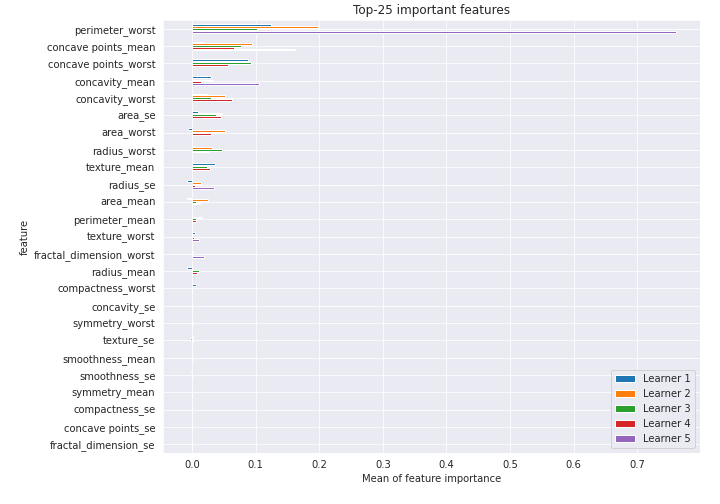 Top-25 important features
perimeter_worst
concave points_mean
concave points_worst
concavity_mean
concavity_worst
area_se
area_worst
radius_worst
texture_mean
radius_se
area_mean
perimeter_mean
texture_worst
fractal_dimension_worst
radius_mean
compactness_worst
concavity_se
symmetry_worst
texture_se
smoothness_mean
smoothness_se
symmetry_mean
compactness_se
concave points_se
fractal_dimension_se
feature
Learner 1
Learner 2
Learner 3
Learner 4
Learner 5
0.0 0.1 0.2 0.3 0.4 0.5 0.6 0.7
Mean of feature importance